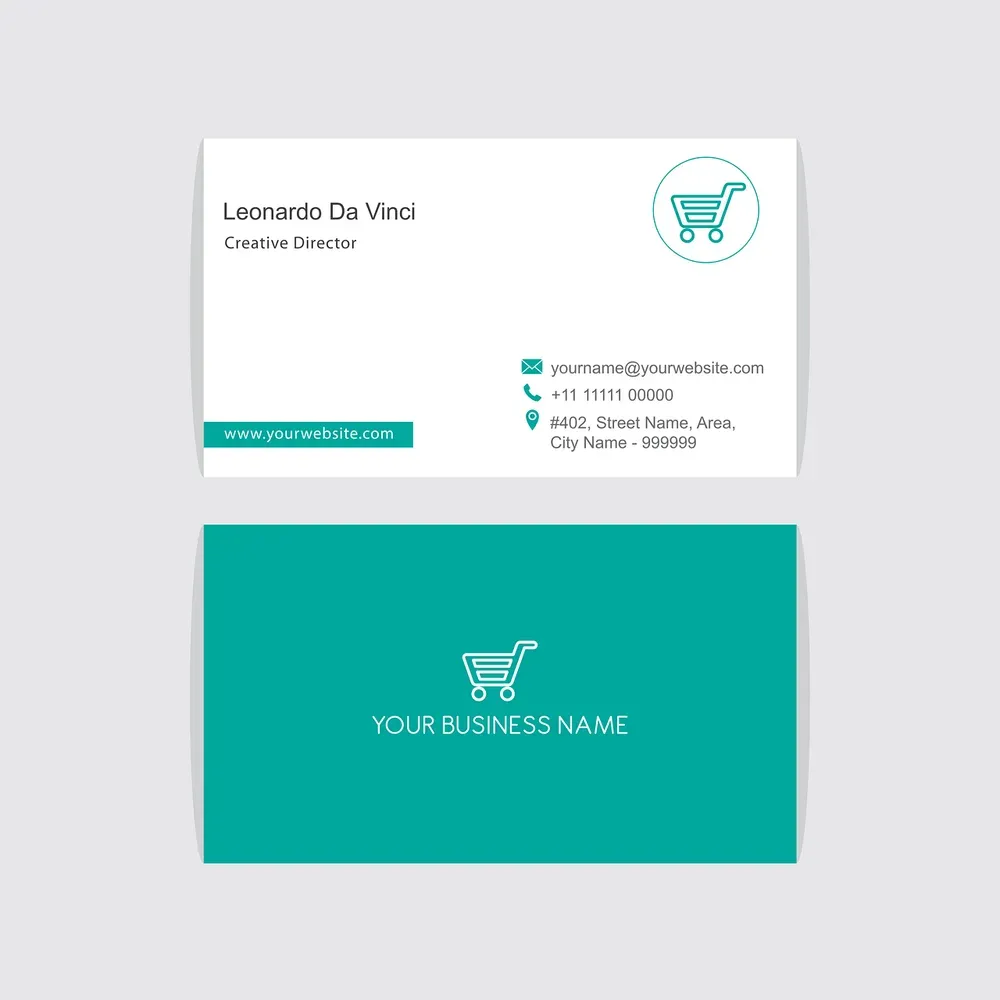 Leonardo Da Vinci
Creative Director
yourname@yourwebsite.com
+11 11111 00000
#402, Street Name, Area,
City Name - 999999
www.yourwebsite.com
YOUR BUSINESS NAME